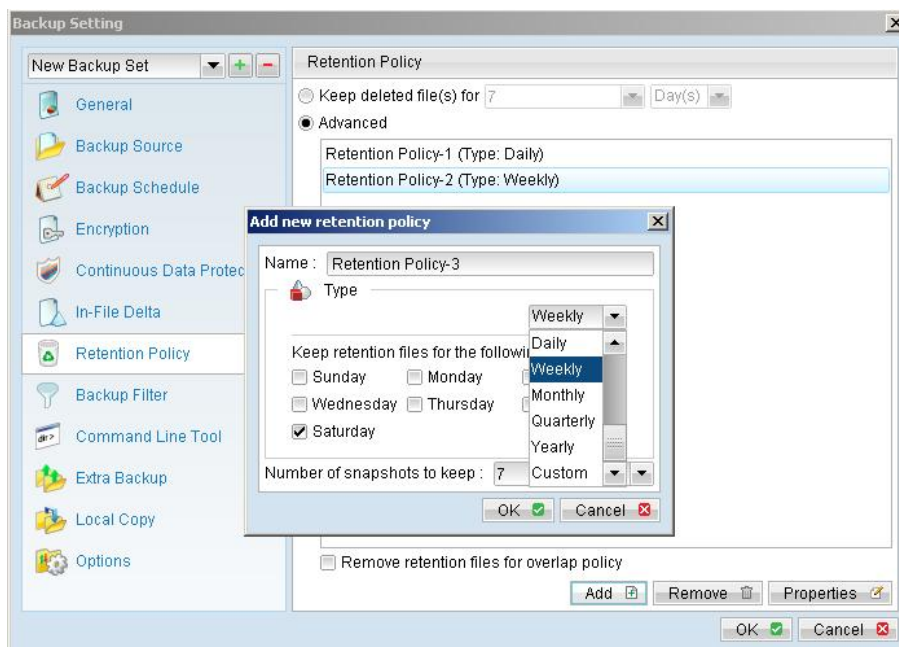 Backup Setting
New Backup Set
General
Backup Source
Backup Schedule
Encryption
Continuous Data Protec
In-File Delta
Retention Policy
Backup Filter
Command Line Tool
Extra Backup
Local Copy
Options
Retention Policy
Keep deleted file(s) for 7 Day(s)
Advanced
Retention Policy-1 (Type: Daily)
Retention Policy-2 (Type: Weekly)
Add new retention policy
Name : Retention Policy-3
Type
Weekly
Daily
Weekly
Monthly
Quarterly
Yearly
Custom
Keep retention files for the followi
Sunday Monday
Wednesday Thursday
Saturday
Number of snapshots to keep : 7
OK Cancel
Remove retention files for overlap policy
Add Remove Properties
OK Cancel